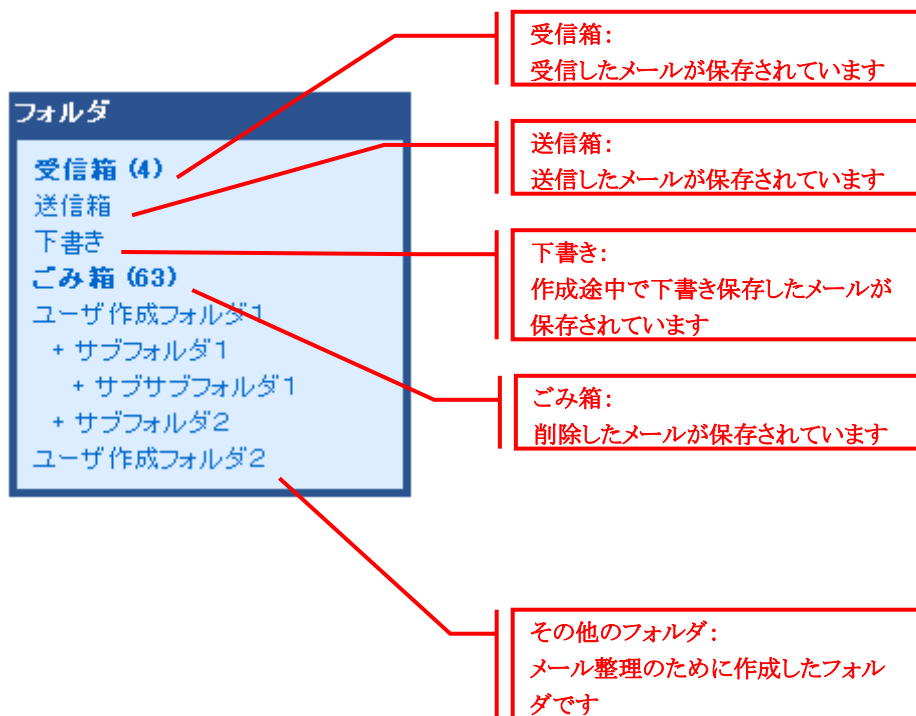 フォルダ
受信箱 (4)
送信箱
下書き
ごみ箱 (63)
ユーザ作成フォルダ1
+ サブフォルダ1
+ サブサブフォルダ1
+ サブフォルダ2
ユーザ作成フォルダ2
受信箱：
受信したメールが保存されています
送信箱：
送信したメールが保存されています
下書き：
作成途中で下書き保存したメールが
保存されています
ごみ箱：
削除したメールが保存されています
その他のフォルダ：
メール整理のために作成したフォル
ダです